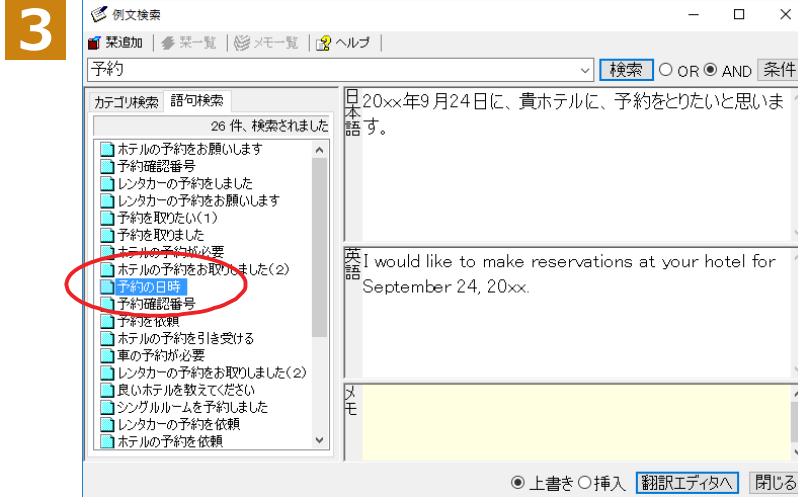 3
例文検索
栞追加 栞一覧 メモ一覧 ヘルプ
予約 検索 OR AND 条件
カテゴリ検索 語句検索
26 件、検索されました
ホテルの予約をお願いします
予約確認番号
レンタカーの予約をしました
レンタカーの予約をお願いします
予約を取りたい(1)
予約を取りました
ホテルの予約が必要
ホテルの予約をお取りしました(2)
予約の日時
予約確認番号
予約を依頼
ホテルの予約を引き受ける
車の予約が必要
レンタカーの予約をお取りしました(2)
良いホテルを教えてください
シングルルームを予約しました
レンタカーの予約を依頼
ホテルの予約を依頼
日本語
20××年9月24日に、貴ホテルに、予約をとりたいと思いま
す。
英語
I would like to make reservations at your hotel for
September 24, 20××.
メモ
上書き 挿入 翻訳エディタへ 閉じる